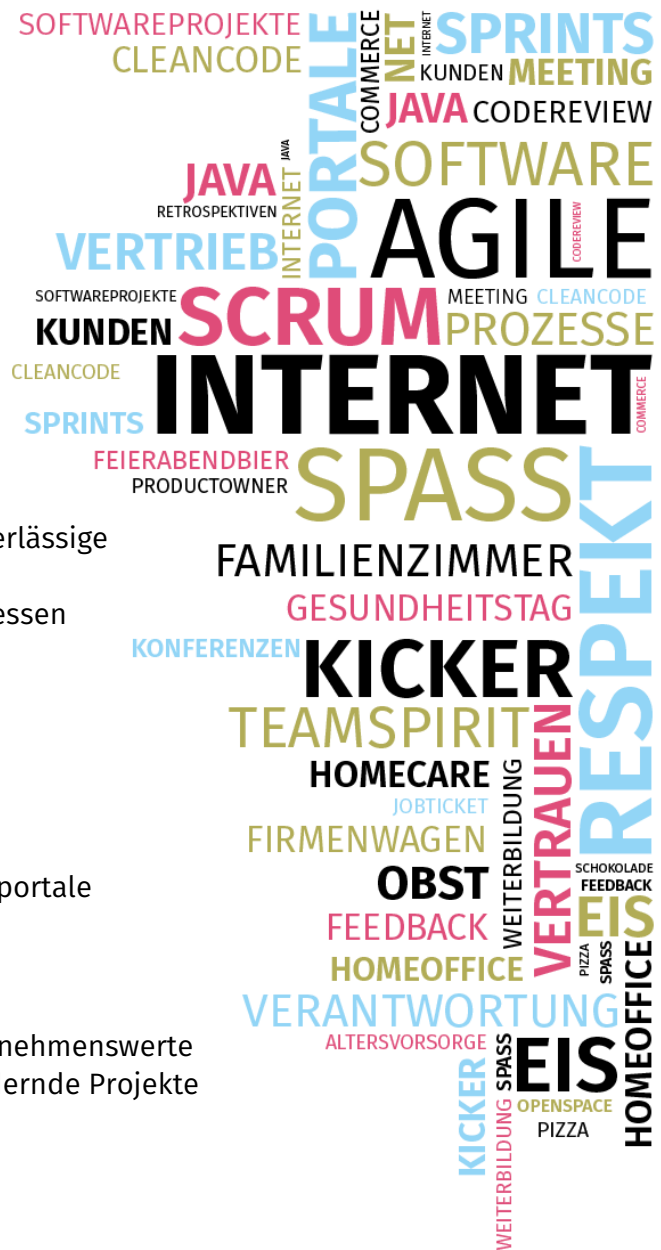 SOFTWAREPROJEKTE
CLEANCODE
PORTALE
COMMERCE
NET
INTERNET
SPRINTS
KUNDEN
MEETING
JAVA
CODEREVIEW
JAVA
SOFTWARE
JAVA
RETROSPEKTIVEN
INTERNET
VERTRIEB
AGILE
CODEREVIEW
SOFTWAREPROJEKTE
SCRUM
MEETING
CLEANCODE
KUNDEN
PROZESSE
CLEANCODE
INTERNET
COMMERCE
SPRINTS
FEIERABENDBIER
SPASS
PRODUCTOWNER
RESPEKT
erlässige
FAMILIENZIMMER
essen
GESUNDHEITSTAG
KONFERENZEN
KICKER
TEAMSPIRIT
VERTRAUEN
HOMECARE
WEITERBILDUNG
JOBTICKET
FIRMENWAGEN
OBST
SCHOKOLADE
FEEDBACK
portale
EIS
FEEDBACK
PIZZA
SPASS
HOMEOFFICE
HOMEOFFICE
VERANTWORTUNG
nehmenswerte
ALTERSVORSORGE
SPASS
EIS
KICKER
ernde Projekte
WEITERBILDUNG
OPENSPACE
PIZZA